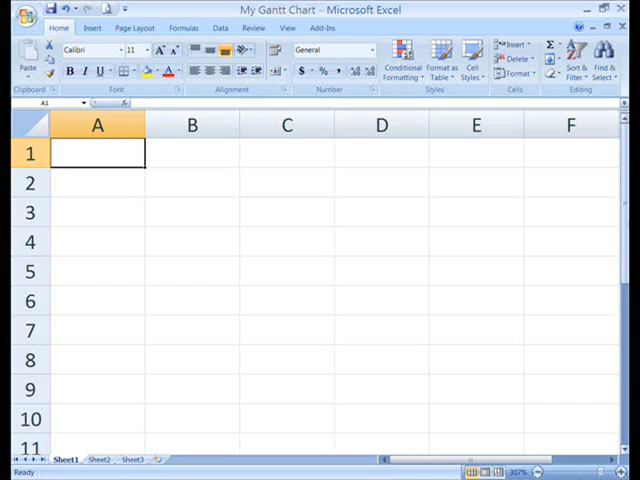 My Gantt Chart - Microsoft Excel
Home Insert Page Layout Formulas Data Review View Add-Ins
Paste Calibri 11 A A General Conditional Formatting Format as Table Cell Styles Insert Delete Format Sort & Filter Find & Select
B I U A $ % ,
Clipboard Font Alignment Number Styles Cells Editing
A1 fx
A B C D E F
1
2
3
4
5
6
7
8
9
10
11
Sheet1 Sheet2 Sheet3
Ready 307%